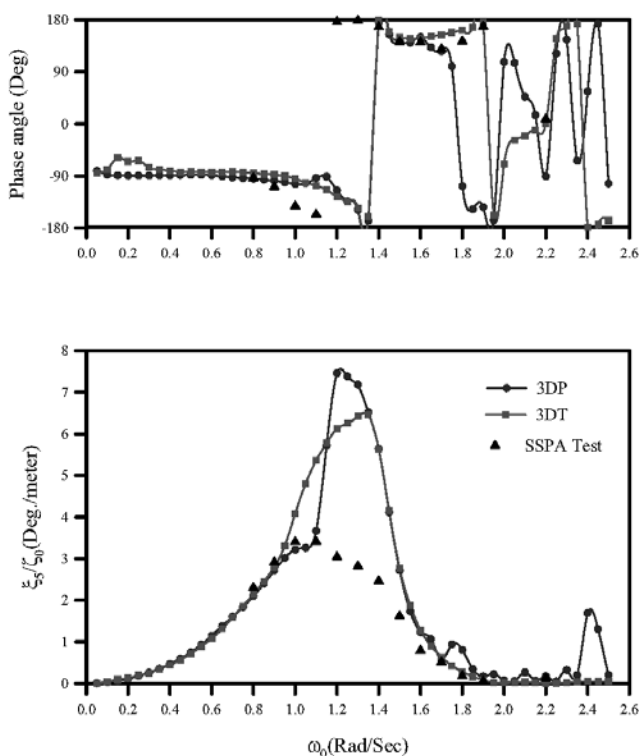 Phase angle (Deg)
180
90
0
-90
-180
0.0 0.2 0.4 0.6 0.8 1.0 1.2 1.4 1.6 1.8 2.0 2.2 2.4 2.6
ξ5/ζ0(Deg./meter)
8
7
6
5
4
3
2
1
0
3DP
3DT
SSPA Test
0.0 0.2 0.4 0.6 0.8 1.0 1.2 1.4 1.6 1.8 2.0 2.2 2.4 2.6
ω0(Rad/Sec)